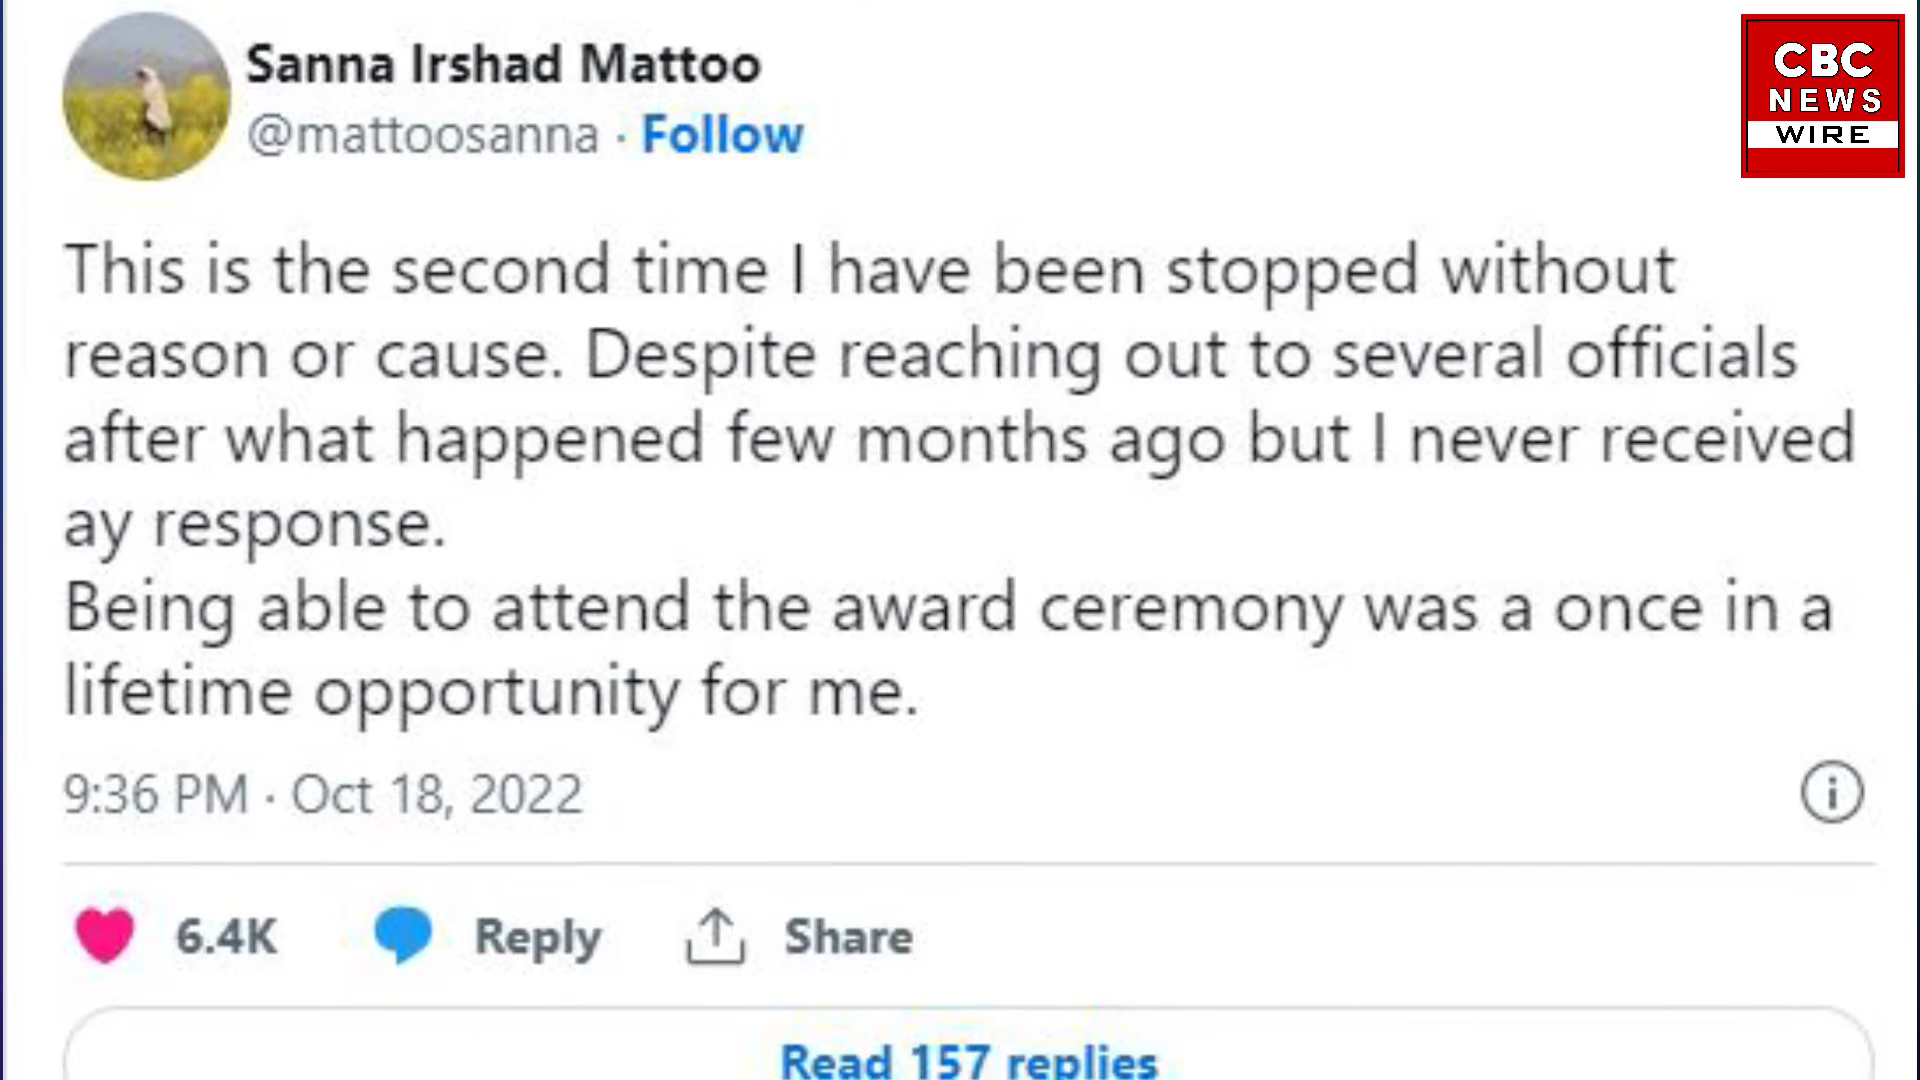 Sanna Irshad Mattoo
@mattoosanna · Follow
CBC
NEWS
WIRE
This is the second time I have been stopped without
reason or cause. Despite reaching out to several officials
after what happened few months ago but I never received
ay response.
Being able to attend the award ceremony was a once in a
lifetime opportunity for me.
9:36 PM · Oct 18, 2022
6.4K Reply Share
Read 157 replies